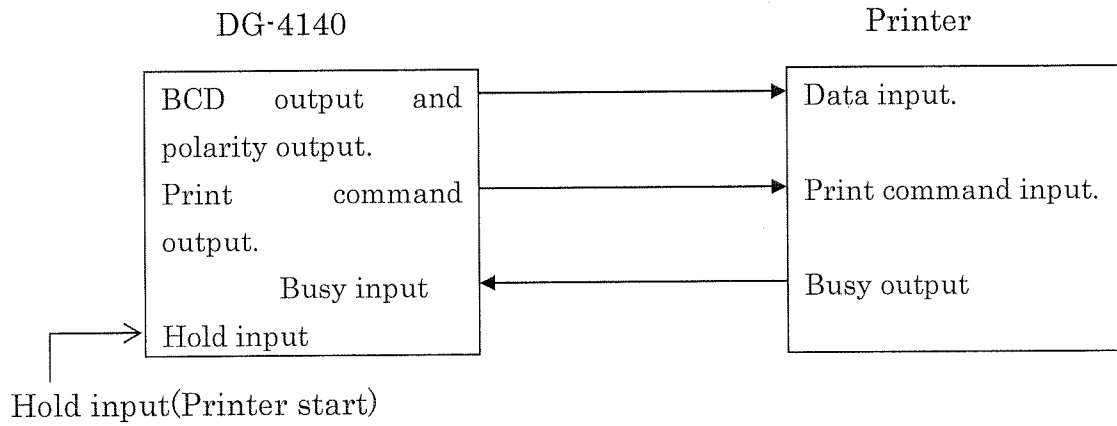 DG-4140
Printer
BCD output and
polarity output.
Print command
output.
Busy input
Hold input
Data input.
Print command input.
Busy output
Hold input(Printer start)